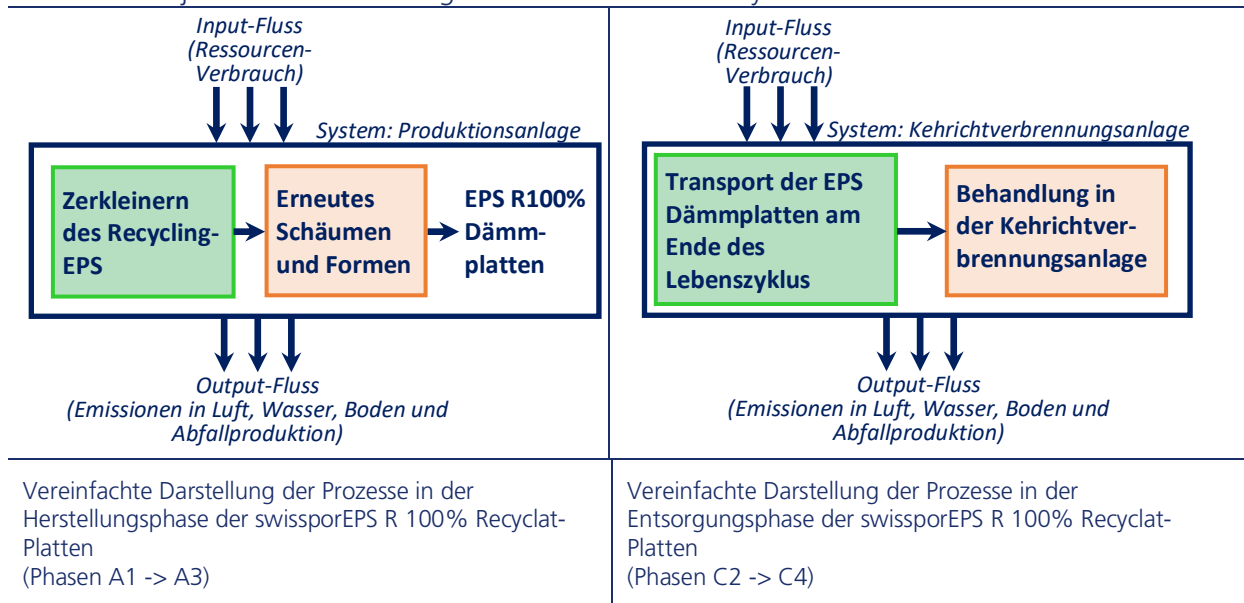 Input-Fluss
(Ressourcen-
Verbrauch)
System: Produktionsanlage
Zerkleinern
des Recycling-
EPS
Erneutes
Schäumen
und Formen
EPS R100%
Dämm-
platten
Output-Fluss
(Emissionen in Luft, Wasser, Boden und
Abfallproduktion)
Input-Fluss
(Ressourcen-
Verbrauch)
System: Kehrichtverbrennungsanlage
Transport der EPS
Dämmplatten am
Ende des
Lebenszyklus
Behandlung in
der Kehrichtver-
brennungsanlage
Output-Fluss
(Emissionen in Luft, Wasser, Boden und
Abfallproduktion)
Vereinfachte Darstellung der Prozesse in der
Herstellungsphase der swissporEPS R 100% Recyclat-
Platten
(Phasen A1 -> A3)
Vereinfachte Darstellung der Prozesse in der
Entsorgungsphase der swissporEPS R 100% Recyclat-
Platten
(Phasen C2 -> C4)